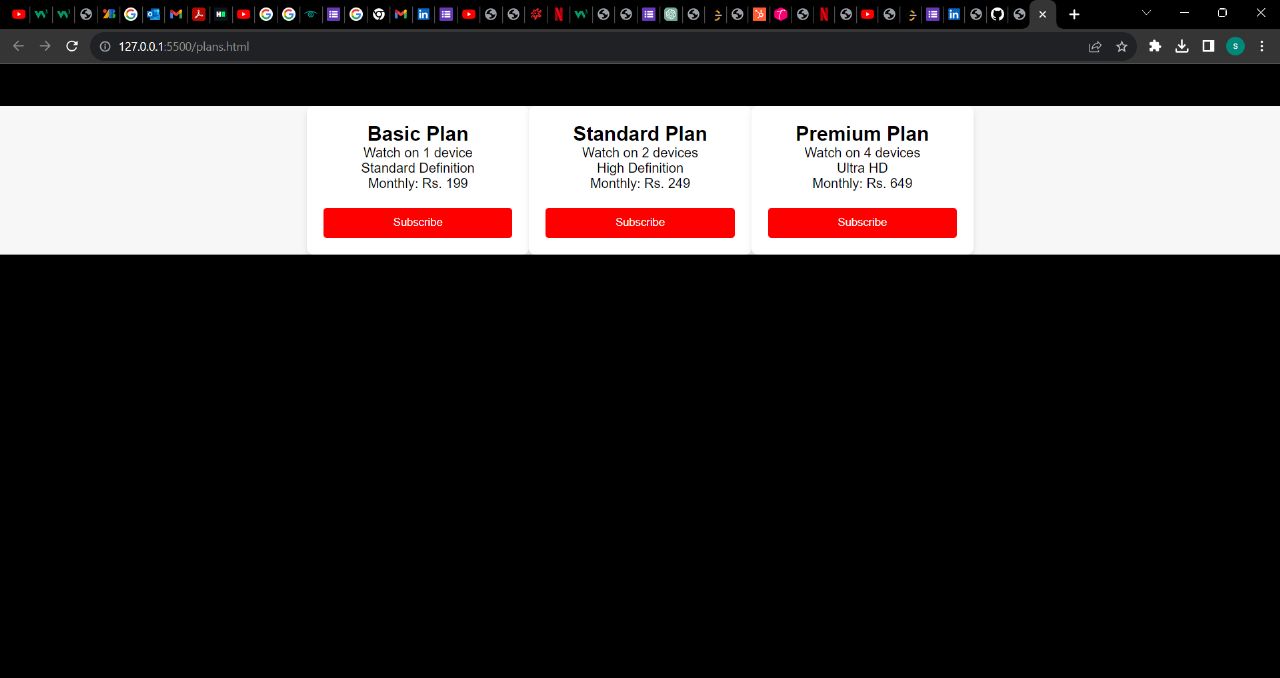 127.0.0.1:5500/plans.html
S
Basic Plan
Watch on 1 device
Standard Definition
Monthly: Rs. 199
Subscribe
Standard Plan
Watch on 2 devices
High Definition
Monthly: Rs. 249
Subscribe
Premium Plan
Watch on 4 devices
Ultra HD
Monthly: Rs. 649
Subscribe